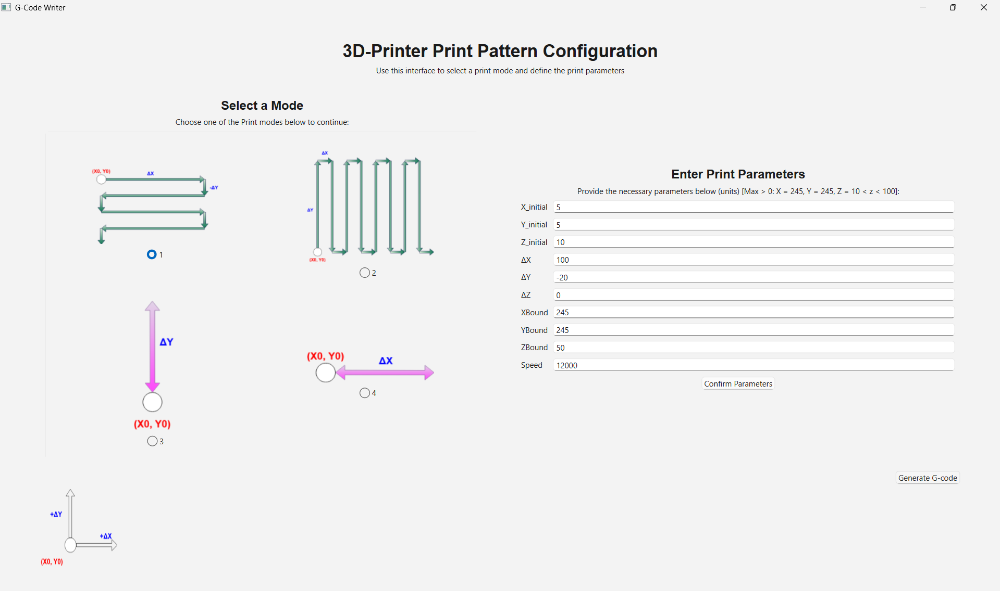 G-Code Writer
3D-Printer Print Pattern Configuration
Use this interface to select a print mode and define the print parameters
Select a Mode
Choose one of the Print modes below to continue:
(X0, Y0)
ΔX
-ΔY
1
ΔX
ΔY
(X0, Y0)
2
ΔY
(X0, Y0)
3
(X0, Y0)
ΔX
4
Enter Print Parameters
Provide the necessary parameters below (units) [Max > 0: X = 245, Y = 245, Z = 10 < z < 100]:
X_initial 5
Y_initial 5
Z_initial 10
ΔX 100
ΔY -20
ΔZ 0
XBound 245
YBound 245
ZBound 50
Speed 12000
Confirm Parameters
Generate G-code
+ΔY
+ΔX
(X0, Y0)